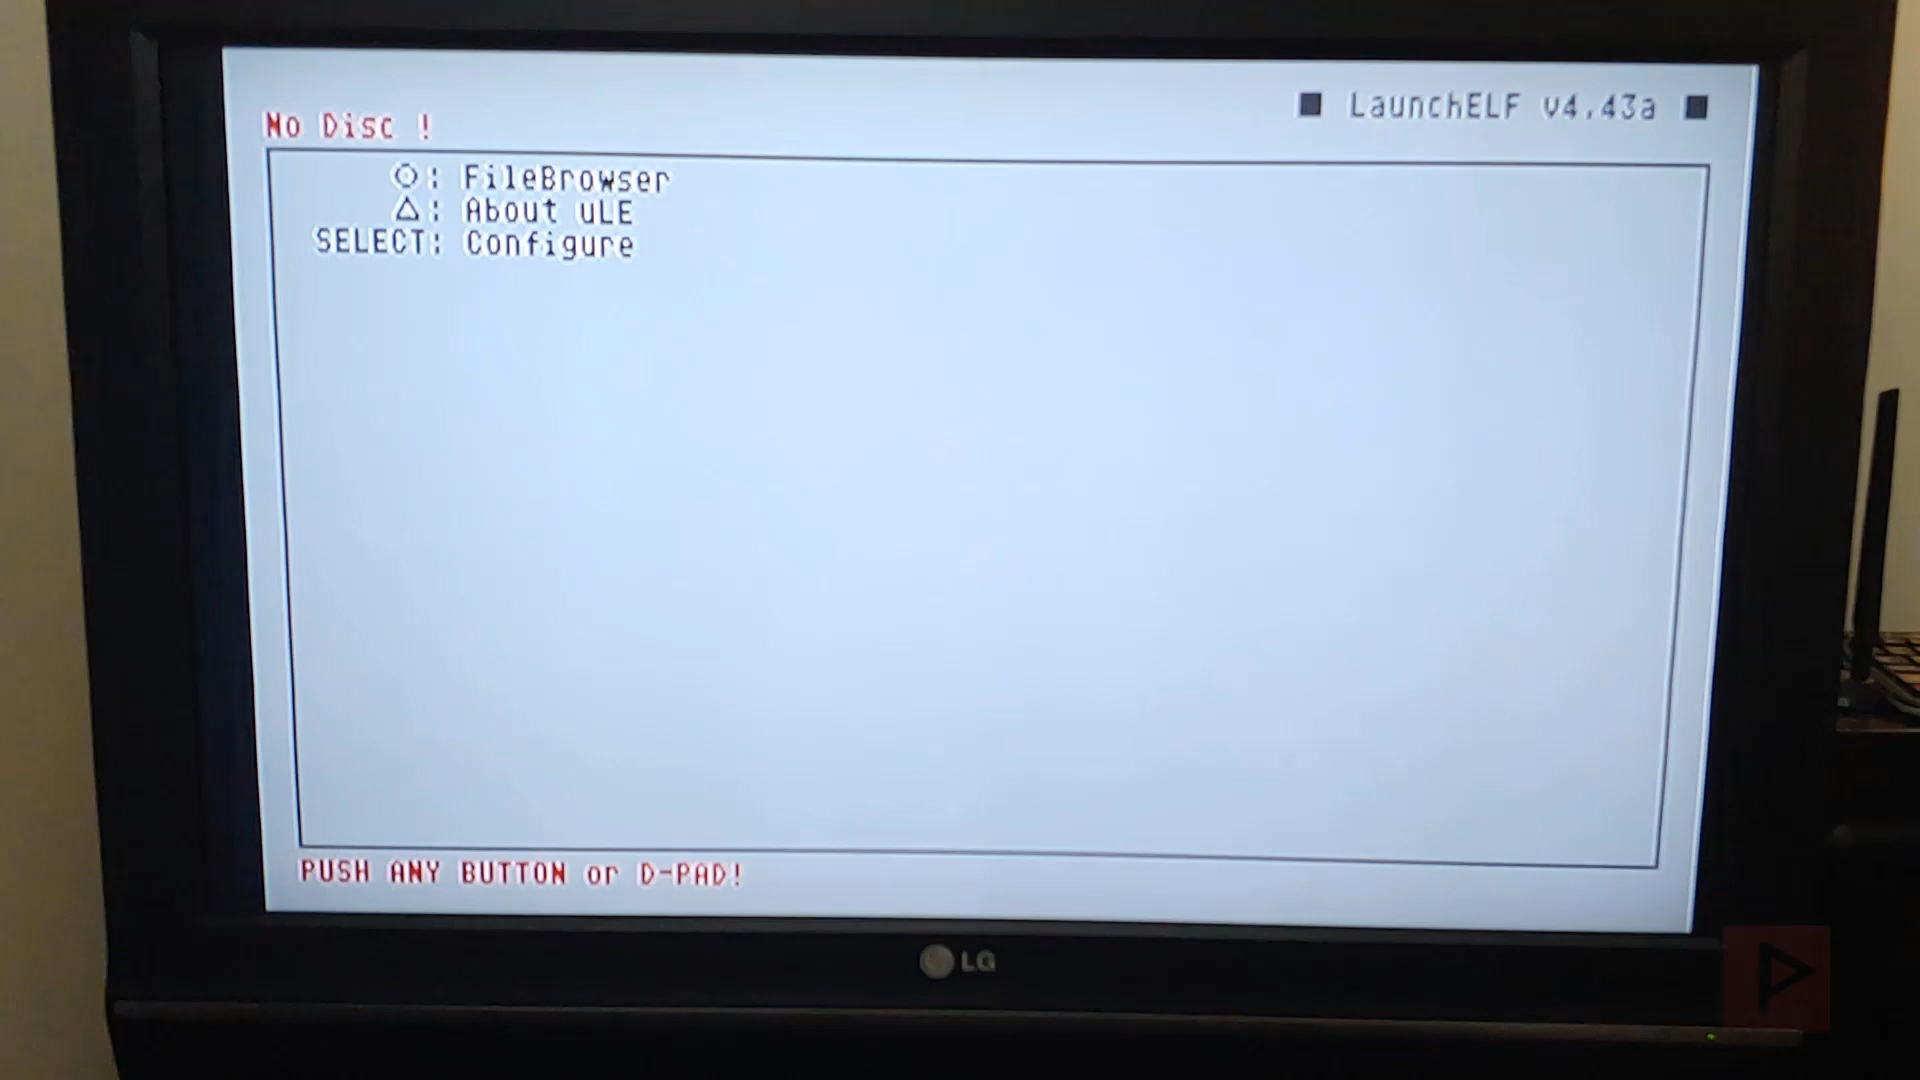 No Disc !
■ LaunchELF v4.43a ■
○: FileBrowser
△: About uLE
SELECT: Configure
PUSH ANY BUTTON or D-PAD!
LG